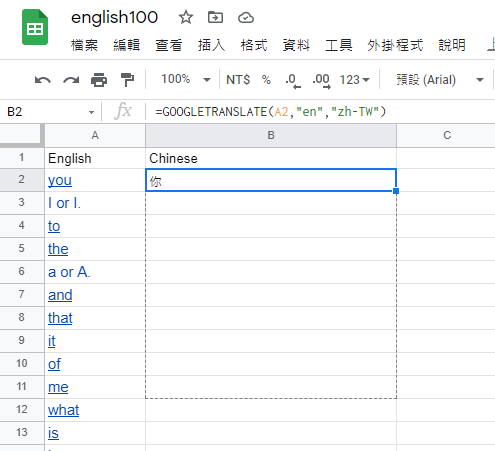 english100
檔案 編輯 查看 插入 格式 資料 工具 外掛程式 說明
100% NT$ % .0 .00 123 預設 (Arial)
B2 fx =GOOGLETRANSLATE(A2,"en","zh-TW")
A B C
1 English Chinese
2 you 你
3 I or I.
4 to
5 the
6 a or A.
7 and
8 that
9 it
10 of
11 me
12 what
13 is